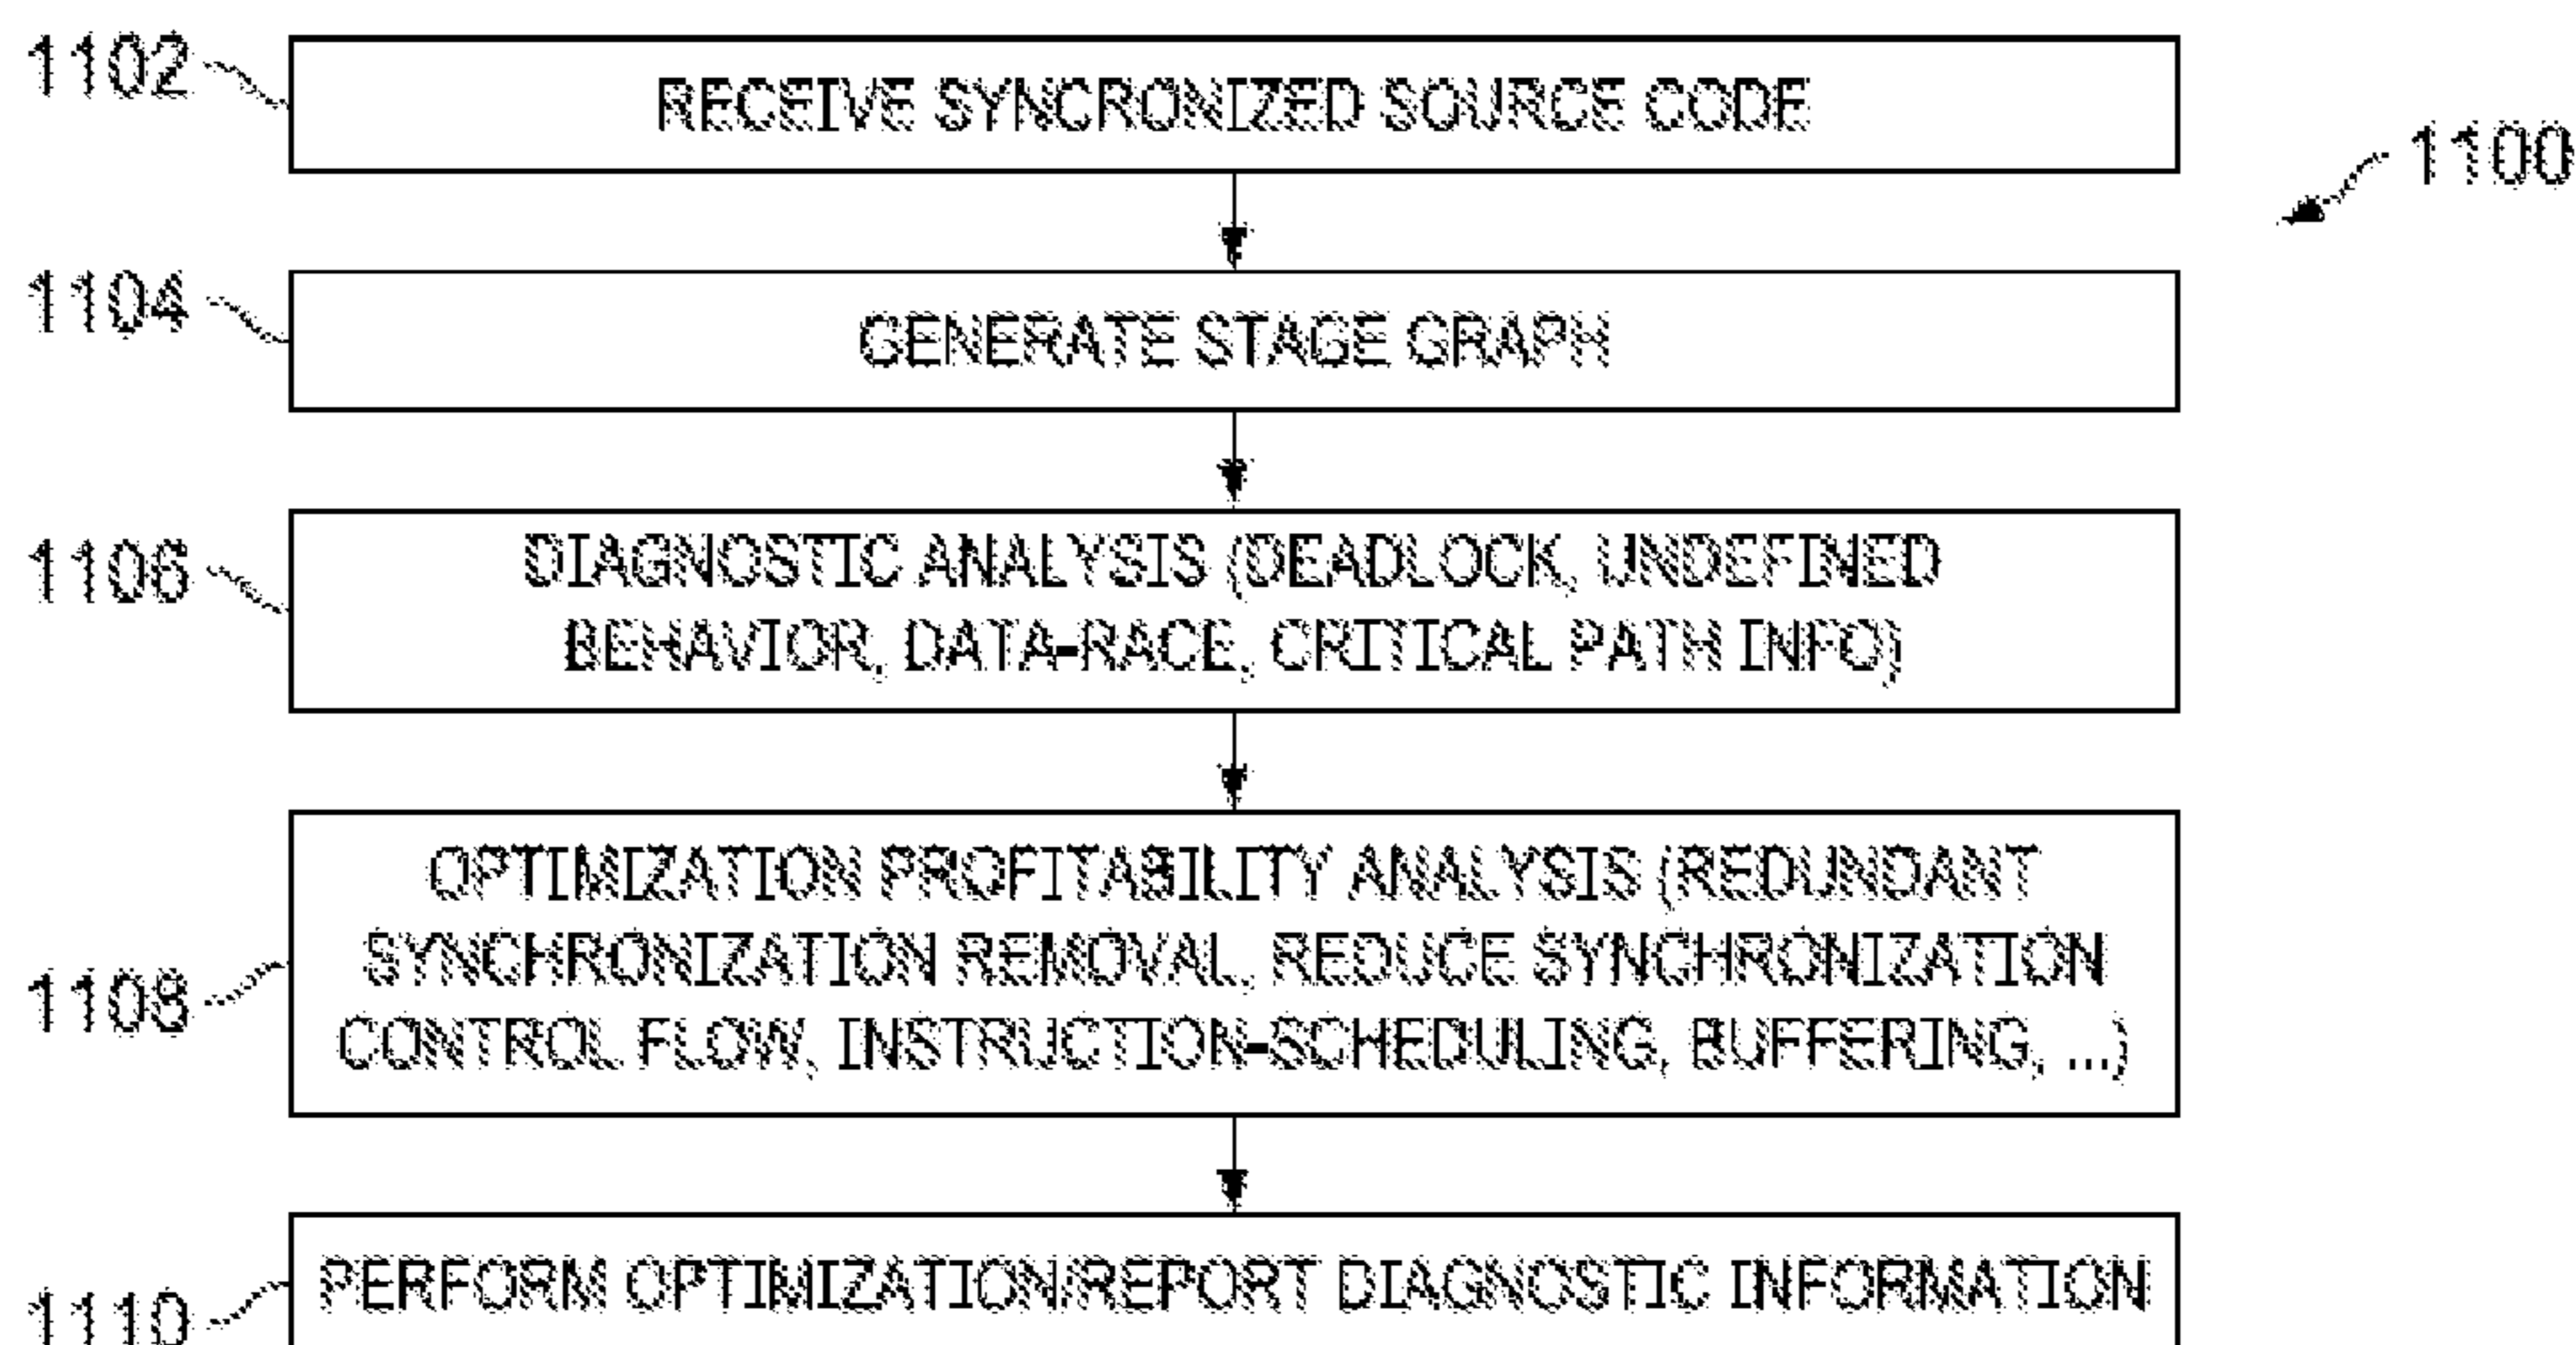 1102
RECEIVE SYNCRONIZED SOURCE CODE
1100
1104
GENERATE STAGE GRAPH
1106
DIAGNOSTIC ANALYSIS (DEADLOCK, UNDEFINED
BEHAVIOR, DATA-RACE, CRITICAL PATH INFO)
1108
OPTIMIZATION PROFITABILITY ANALYSIS (REDUNDANT
SYNCHRONIZATION REMOVAL, REDUCE SYNCHRONIZATION
CONTROL FLOW, INSTRUCTION-SCHEDULING, BUFFERING, ...)
1110
PERFORM OPTIMIZATION/REPORT DIAGNOSTIC INFORMATION